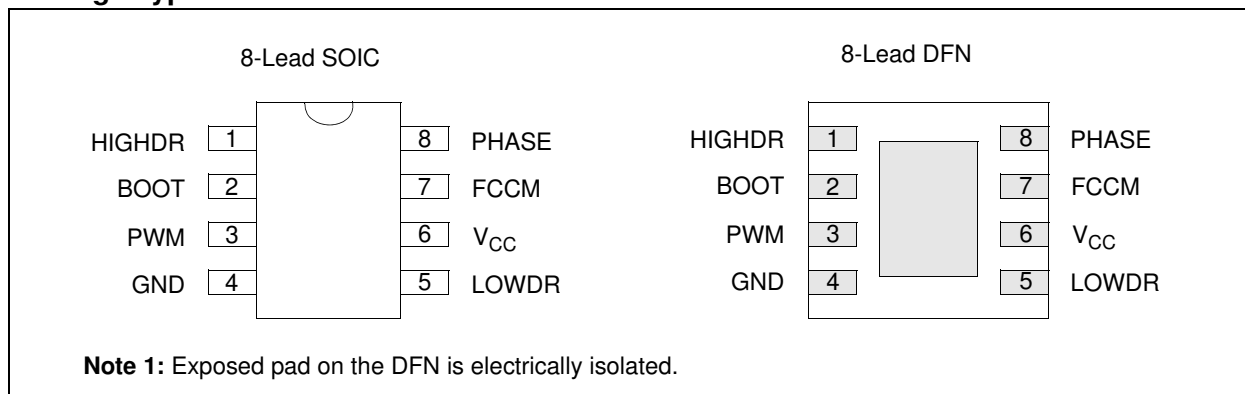 8-Lead SOIC
HIGHDR 1
BOOT 2
PWM 3
GND 4
8 PHASE
7 FCCM
6 VCC
5 LOWDR
8-Lead DFN
HIGHDR 1
BOOT 2
PWM 3
GND 4
8 PHASE
7 FCCM
6 VCC
5 LOWDR
Note 1: Exposed pad on the DFN is electrically isolated.